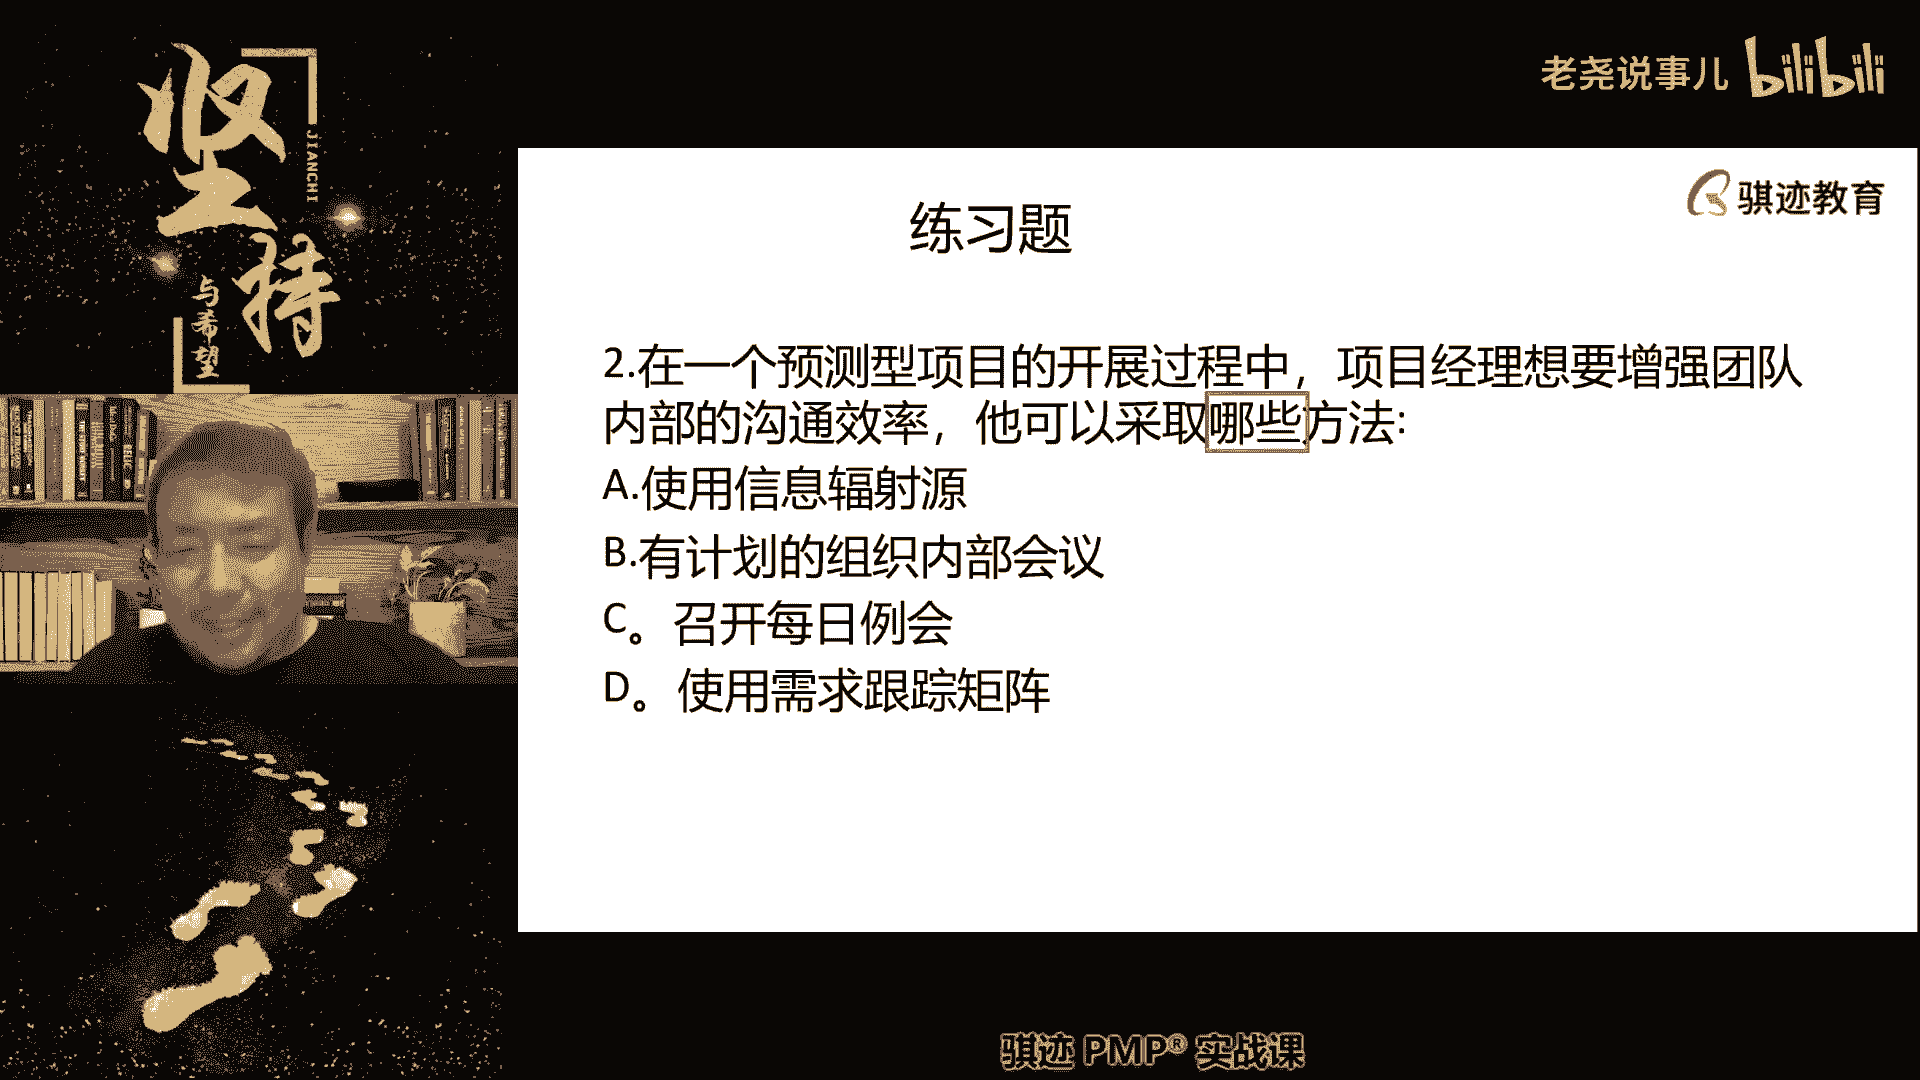 坚持
JIANCHI
与希望
老尧说事儿 bilibili
骐迹教育
练习题
2.在一个预测型项目的开展过程中，项目经理想要增强团队
内部的沟通效率，他可以采取哪些方法:
A.使用信息辐射源
B.有计划的组织内部会议
C。召开每日例会
D。使用需求跟踪矩阵
骐迹 PMP® 实战课